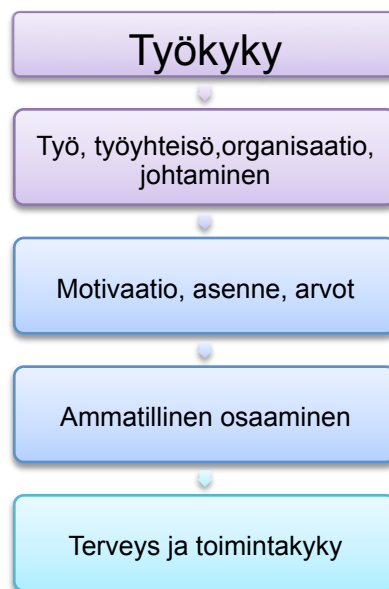 Työkyky
Työ, työyhteisö,organisaatio,
johtaminen
Motivaatio, asenne, arvot
Ammatillinen osaaminen
Terveys ja toimintakyky